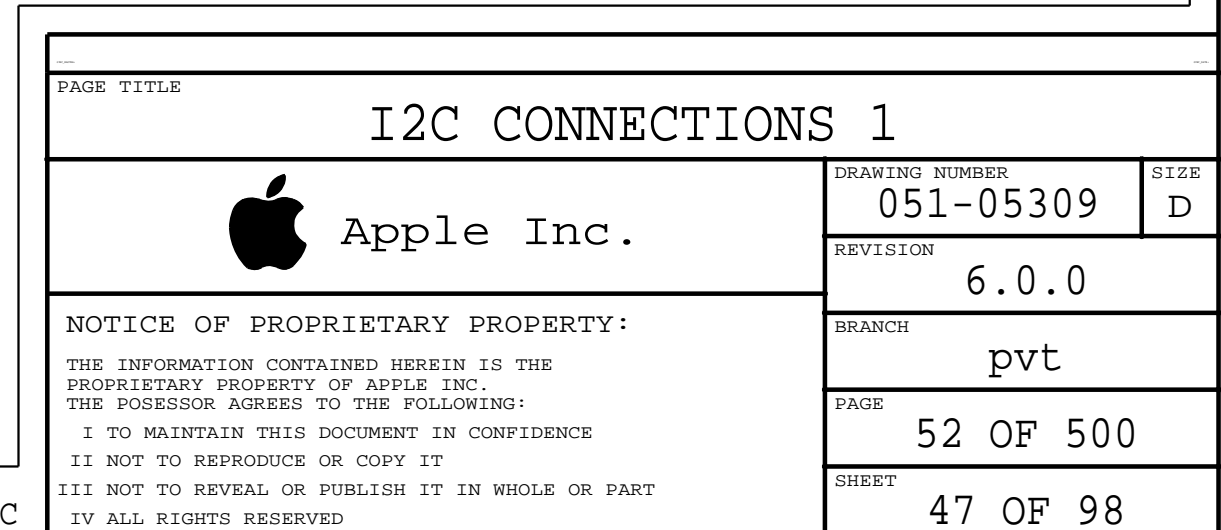 PAGE TITLE
I2C CONNECTIONS 1
Apple Inc.
DRAWING NUMBER
051-05309
SIZE
D
REVISION
6.0.0
NOTICE OF PROPRIETARY PROPERTY:
BRANCH
pvt
THE INFORMATION CONTAINED HEREIN IS THE
PROPRIETARY PROPERTY OF APPLE INC.
THE POSESSOR AGREES TO THE FOLLOWING:
I TO MAINTAIN THIS DOCUMENT IN CONFIDENCE
II NOT TO REPRODUCE OR COPY IT
III NOT TO REVEAL OR PUBLISH IT IN WHOLE OR PART
IV ALL RIGHTS RESERVED
PAGE
52 OF 500
SHEET
47 OF 98
C